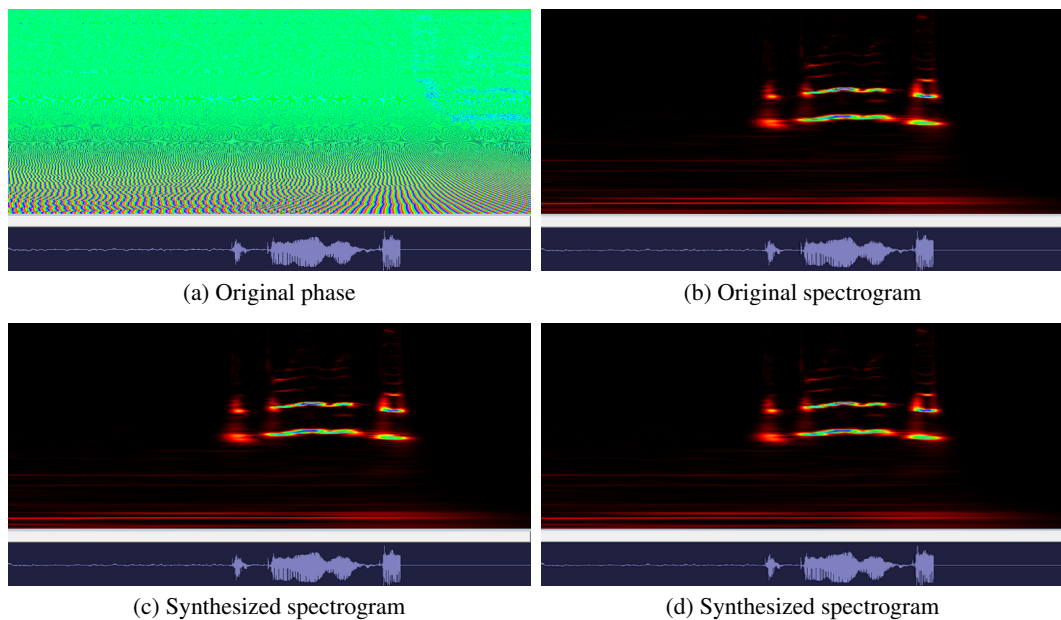 (a) Original phase
(b) Original spectrogram
(c) Synthesized spectrogram
(d) Synthesized spectrogram